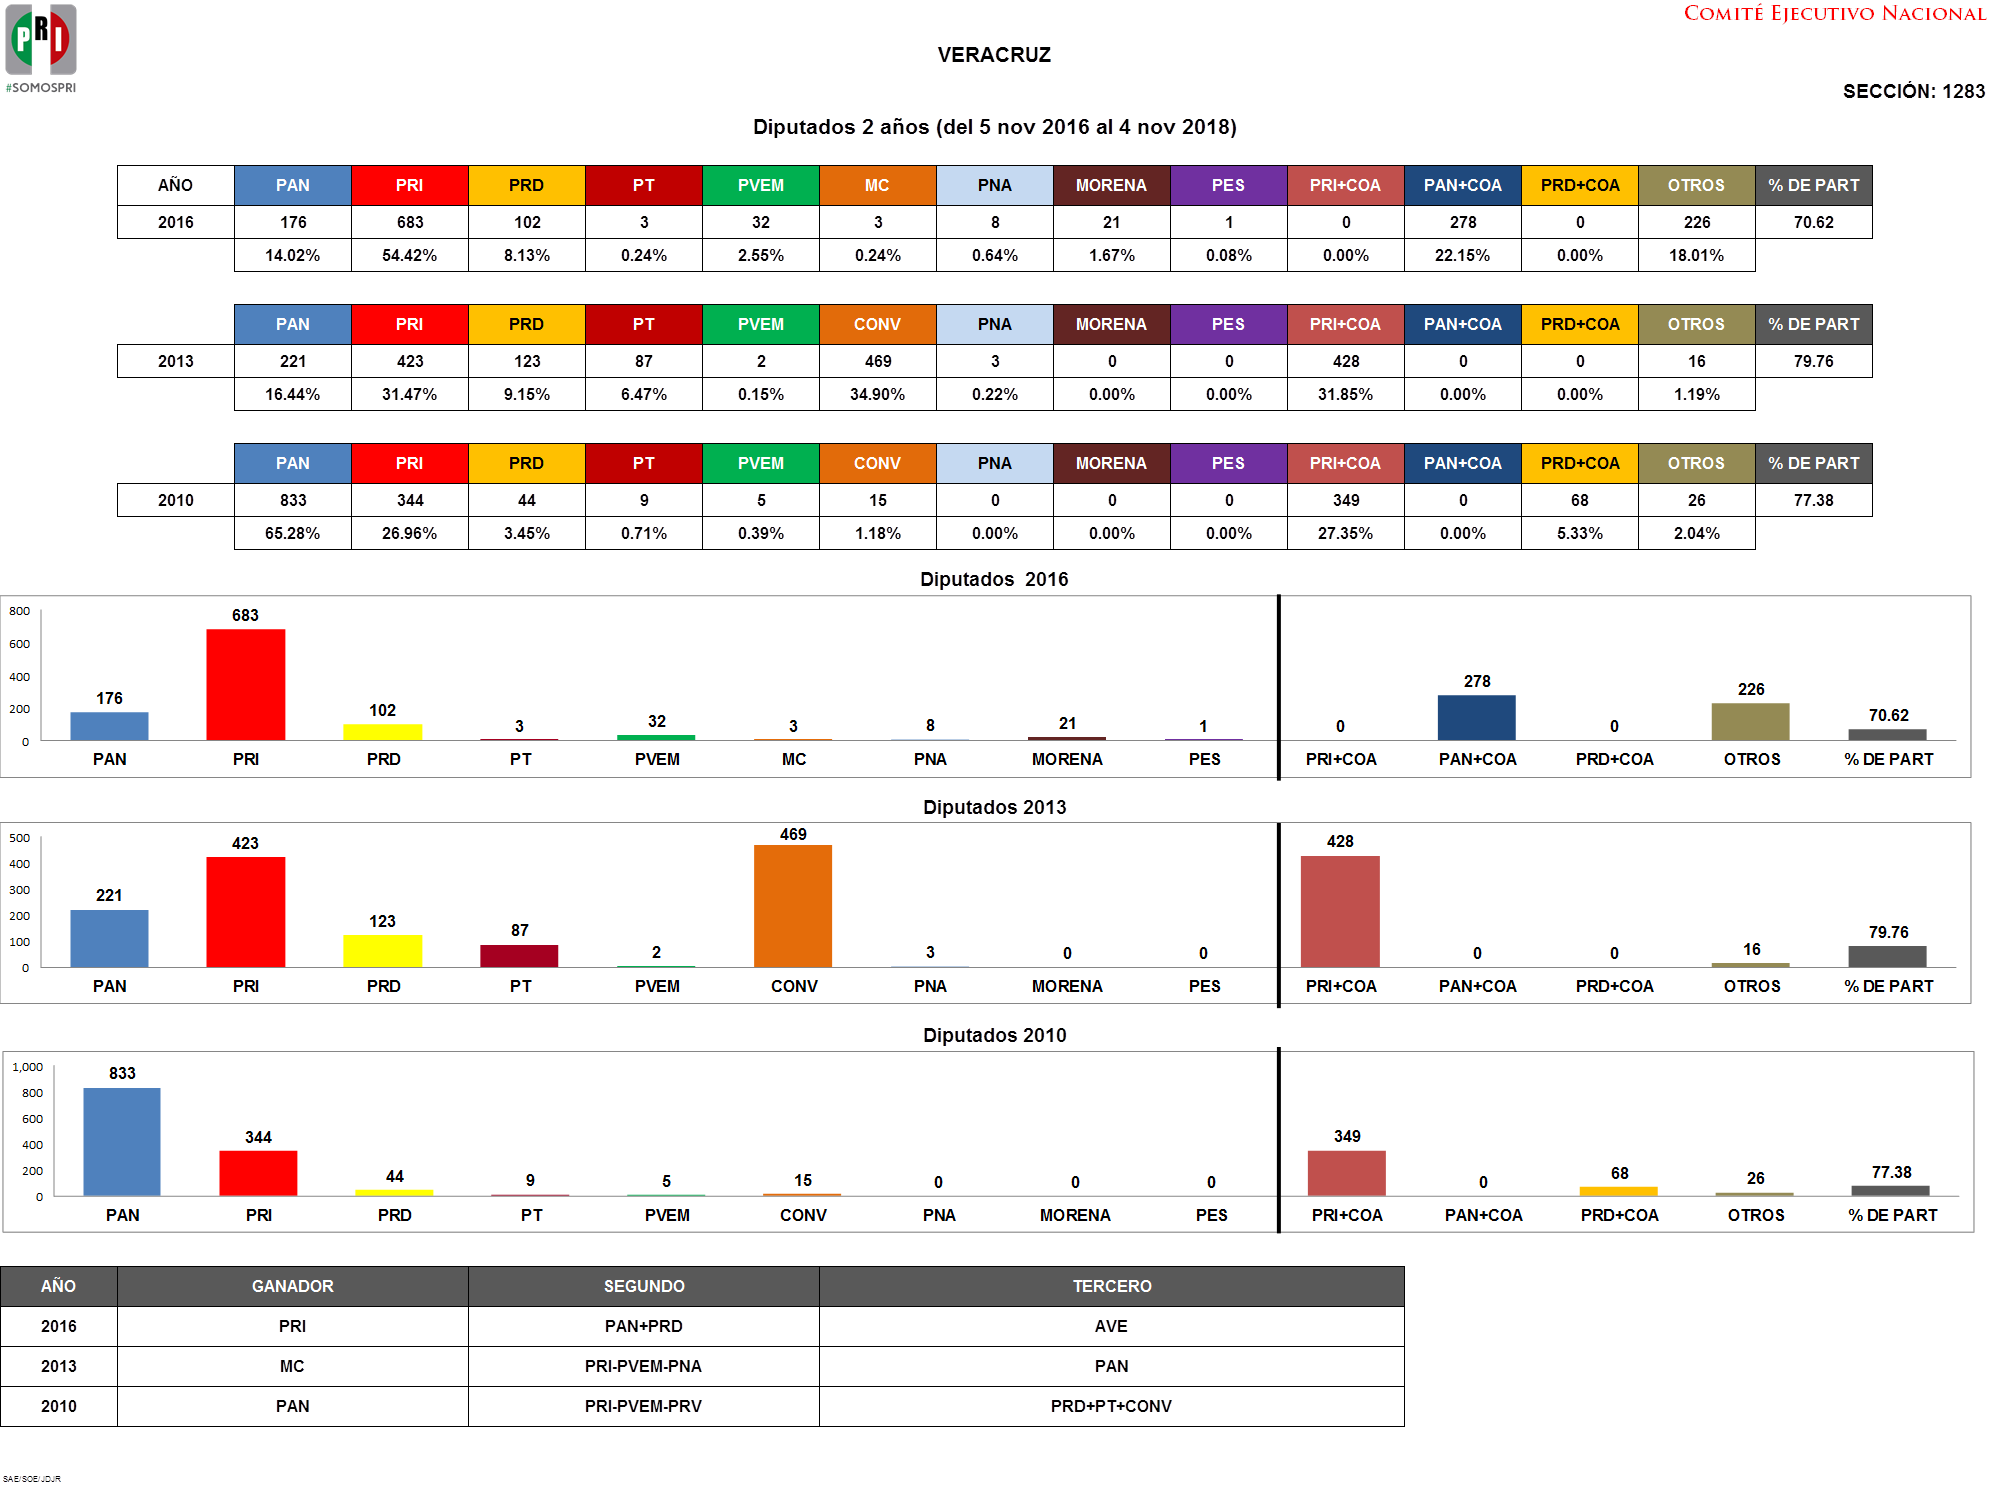 PRI
#SOMOSPRI
COMITÉ EJECUTIVO NACIONAL
VERACRUZ
SECCIÓN: 1283
Diputados 2 años (del 5 nov 2016 al 4 nov 2018)
AÑO PAN PRI PRD PT PVEM MC PNA MORENA PES PRI+COA PAN+COA PRD+COA OTROS % DE PART
2016 176 683 102 3 32 3 8 21 1 0 278 0 226 70.62
14.02% 54.42% 8.13% 0.24% 2.55% 0.24% 0.64% 1.67% 0.08% 0.00% 22.15% 0.00% 18.01%
PAN PRI PRD PT PVEM CONV PNA MORENA PES PRI+COA PAN+COA PRD+COA OTROS % DE PART
2013 221 423 123 87 2 469 3 0 0 428 0 0 16 79.76
16.44% 31.47% 9.15% 6.47% 0.15% 34.90% 0.22% 0.00% 0.00% 31.85% 0.00% 0.00% 1.19%
PAN PRI PRD PT PVEM CONV PNA MORENA PES PRI+COA PAN+COA PRD+COA OTROS % DE PART
2010 833 344 44 9 5 15 0 0 0 349 0 68 26 77.38
65.28% 26.96% 3.45% 0.71% 0.39% 1.18% 0.00% 0.00% 0.00% 27.35% 0.00% 5.33% 2.04%
Diputados 2016
800
600
400
200
0
176 683 102 3 32 3 8 21 1 0 278 0 226 70.62
PAN PRI PRD PT PVEM MC PNA MORENA PES PRI+COA PAN+COA PRD+COA OTROS % DE PART
Diputados 2013
500
400
300
200
100
0
221 423 123 87 2 469 3 0 0 428 0 0 16 79.76
PAN PRI PRD PT PVEM CONV PNA MORENA PES PRI+COA PAN+COA PRD+COA OTROS % DE PART
Diputados 2010
1,000
800
600
400
200
0
833 344 44 9 5 15 0 0 0 349 0 68 26 77.38
PAN PRI PRD PT PVEM CONV PNA MORENA PES PRI+COA PAN+COA PRD+COA OTROS % DE PART
AÑO GANADOR SEGUNDO TERCERO
2016 PRI PAN+PRD AVE
2013 MC PRI-PVEM-PNA PAN
2010 PAN PRI-PVEM-PRV PRD+PT+CONV
SAE/SOE/JDJR